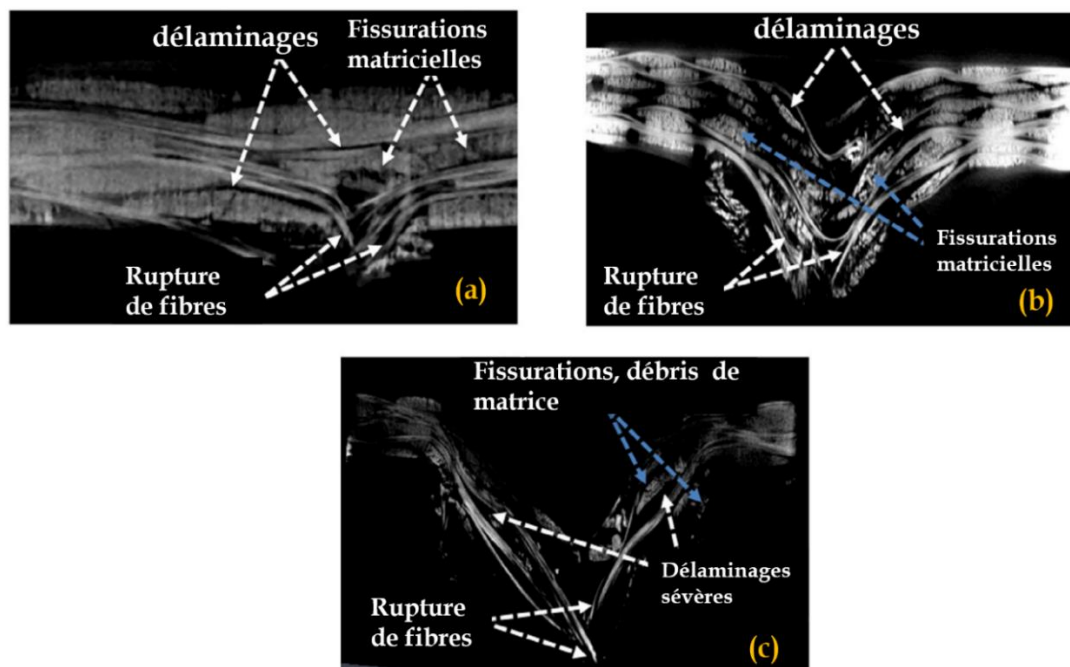 délaminages
Fissurations
matricielles
Rupture
de fibres
(a)
délaminages
Fissurations
matricielles
Rupture
de fibres
(b)
Fissurations, débris de
matrice
Délaminages
sévères
Rupture
de fibres
(c)